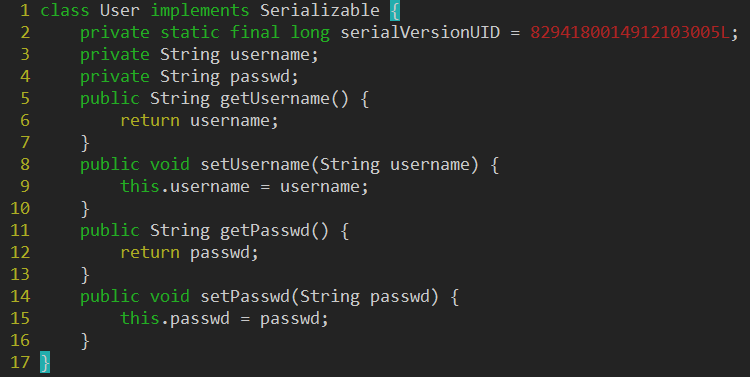 1 class User implements Serializable {
2     private static final long serialVersionUID = 8294180014912103005L;
3     private String username;
4     private String passwd;
5     public String getUsername() {
6         return username;
7     }
8     public void setUsername(String username) {
9         this.username = username;
10     }
11     public String getPasswd() {
12         return passwd;
13     }
14     public void setPasswd(String passwd) {
15         this.passwd = passwd;
16     }
17 }